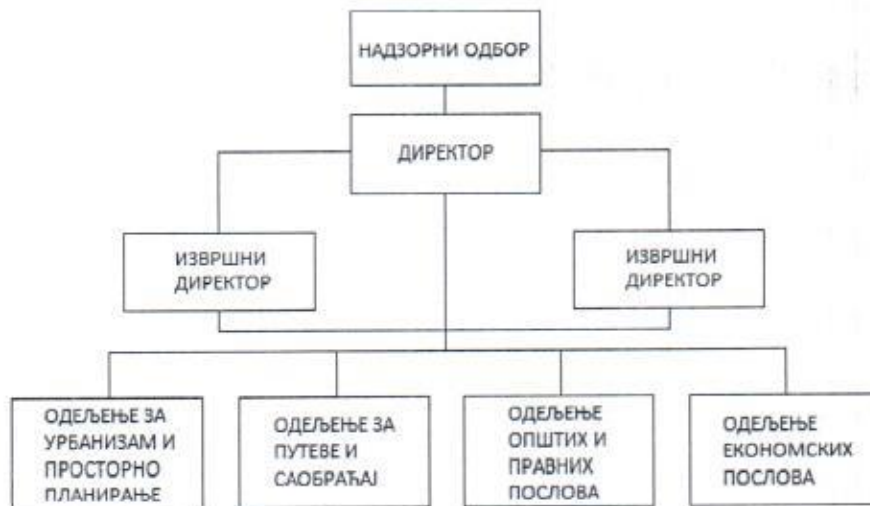 НАДЗОРНИ ОДБОР
ДИРЕКТОР
ИЗВРШНИ
ДИРЕКТОР
ИЗВРШНИ
ДИРЕКТОР
ОДЕЉЕЊЕ ЗА
УРБАНИЗАМ И
ПРОСТОРНО
ПЛАНИРАЊЕ
ОДЕЉЕЊЕ ЗА
ПУТЕВЕ И
САОБРАЋАЈ
ОДЕЉЕЊЕ
ОПШТИХ И
ПРАВНИХ
ПОСЛОВА
ОДЕЉЕЊЕ
ЕКОНОМСКИХ
ПОСЛОВА